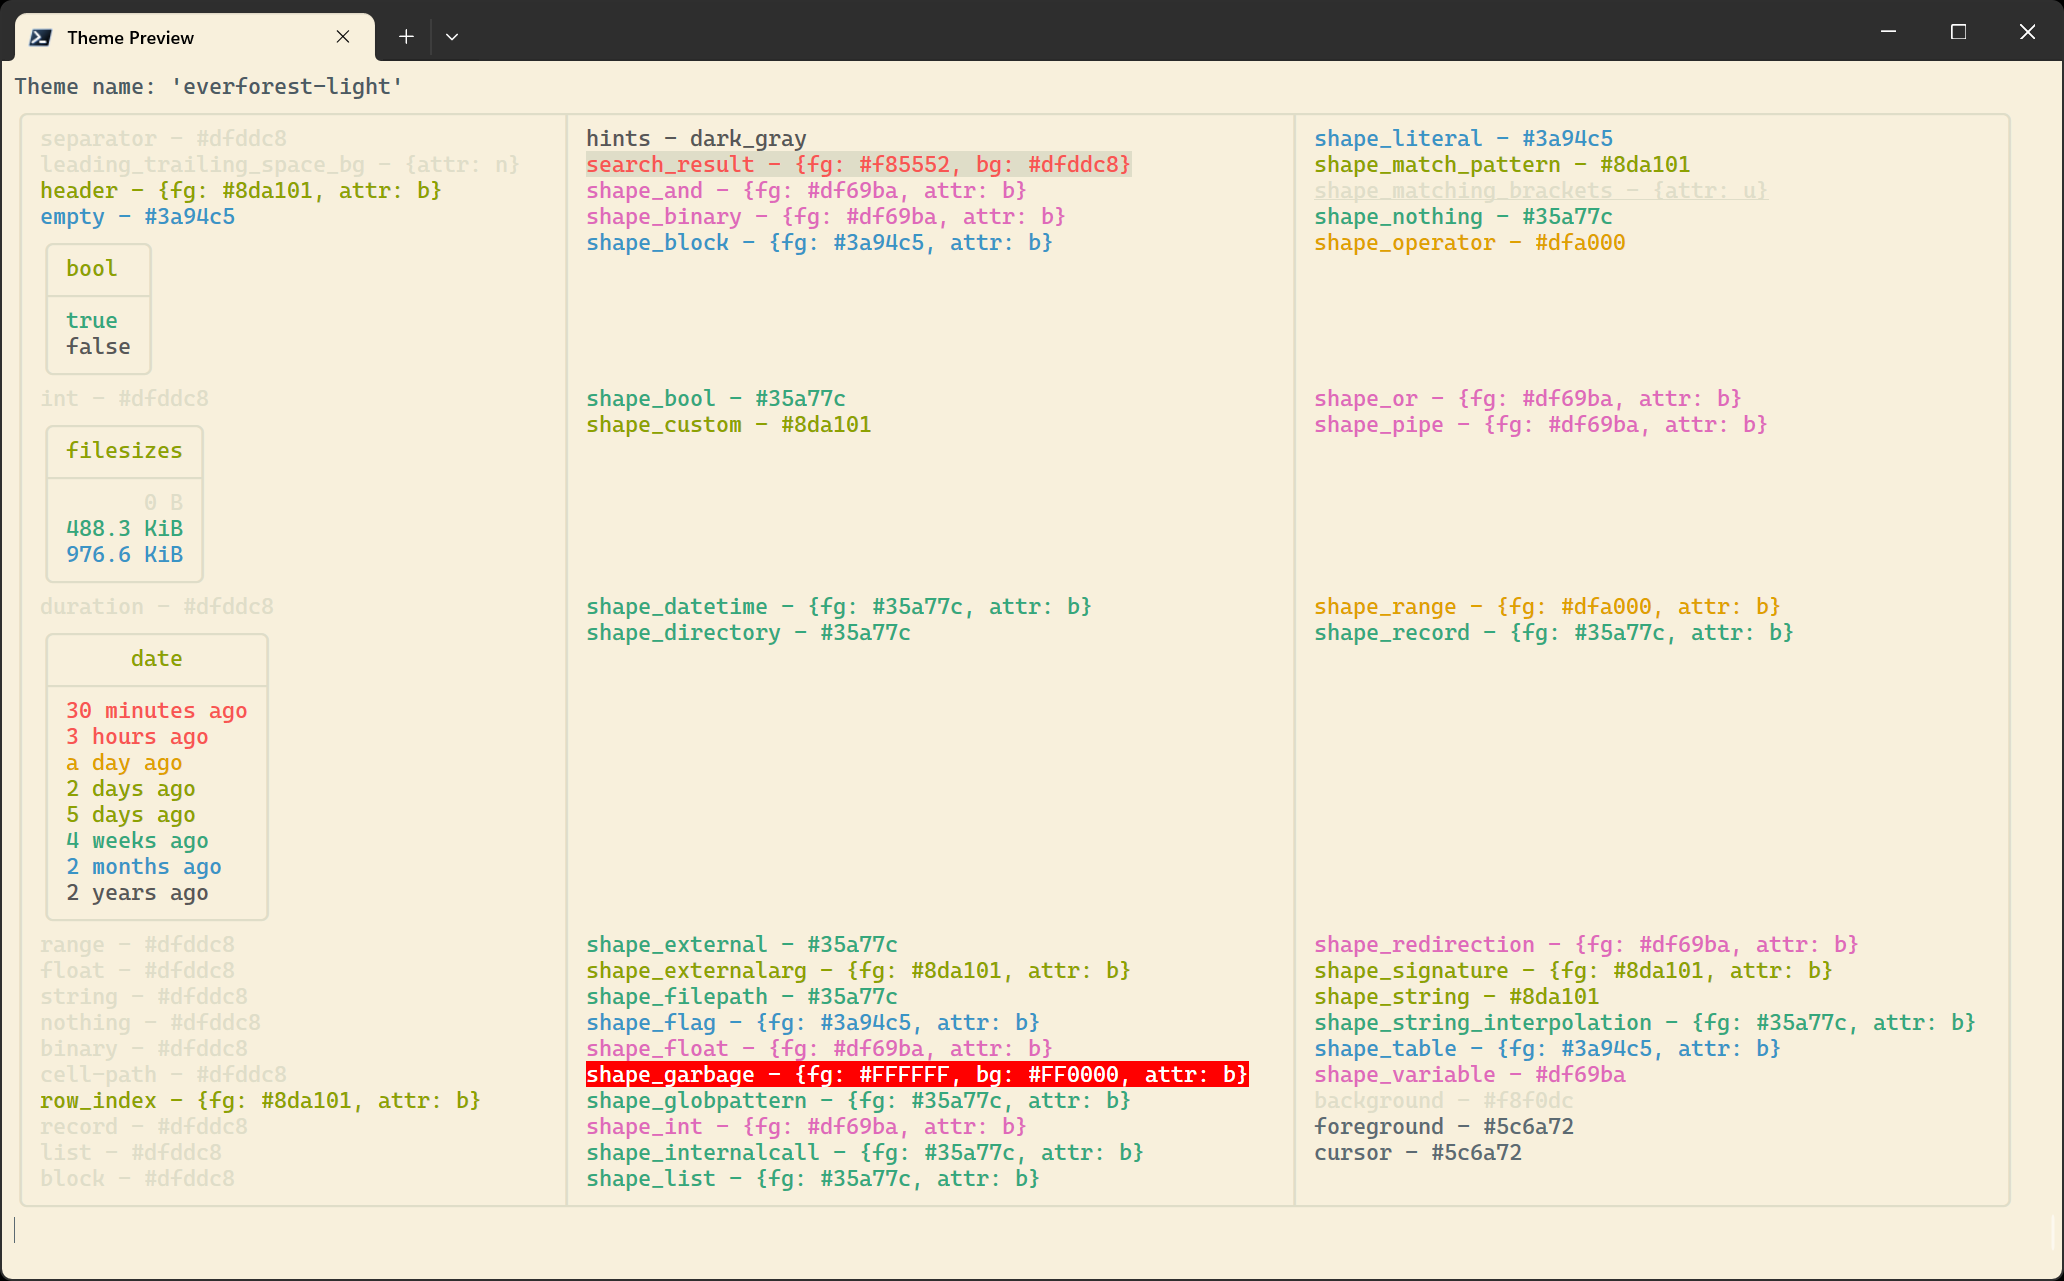 Theme Preview
Theme name: 'everforest-light'
separator - #dfddc8
leading_trailing_space_bg - {attr: n}
header - {fg: #8da101, attr: b}
empty - #3a94c5
bool
true
false
int - #dfddc8
filesizes
0 B
488.3 KiB
976.6 KiB
duration - #dfddc8
date
30 minutes ago
3 hours ago
a day ago
2 days ago
5 days ago
4 weeks ago
2 months ago
2 years ago
range - #dfddc8
float - #dfddc8
string - #dfddc8
nothing - #dfddc8
binary - #dfddc8
cell-path - #dfddc8
row_index - {fg: #8da101, attr: b}
record - #dfddc8
list - #dfddc8
block - #dfddc8
hints - dark_gray
search_result - {fg: #f85552, bg: #dfddc8}
shape_and - {fg: #df69ba, attr: b}
shape_binary - {fg: #df69ba, attr: b}
shape_block - {fg: #3a94c5, attr: b}
shape_bool - #35a77c
shape_custom - #8da101
shape_datetime - {fg: #35a77c, attr: b}
shape_directory - #35a77c
shape_external - #35a77c
shape_externalarg - {fg: #8da101, attr: b}
shape_filepath - #35a77c
shape_flag - {fg: #3a94c5, attr: b}
shape_float - {fg: #df69ba, attr: b}
shape_garbage - {fg: #FFFFFF, bg: #FF0000, attr: b}
shape_globpattern - {fg: #35a77c, attr: b}
shape_int - {fg: #df69ba, attr: b}
shape_internalcall - {fg: #35a77c, attr: b}
shape_list - {fg: #35a77c, attr: b}
shape_literal - #3a94c5
shape_match_pattern - #8da101
shape_matching_brackets - {attr: u}
shape_nothing - #35a77c
shape_operator - #dfa000
shape_or - {fg: #df69ba, attr: b}
shape_pipe - {fg: #df69ba, attr: b}
shape_range - {fg: #dfa000, attr: b}
shape_record - {fg: #35a77c, attr: b}
shape_redirection - {fg: #df69ba, attr: b}
shape_signature - {fg: #8da101, attr: b}
shape_string - #8da101
shape_string_interpolation - {fg: #35a77c, attr: b}
shape_table - {fg: #3a94c5, attr: b}
shape_variable - #df69ba
background - #f8f0dc
foreground - #5c6a72
cursor - #5c6a72